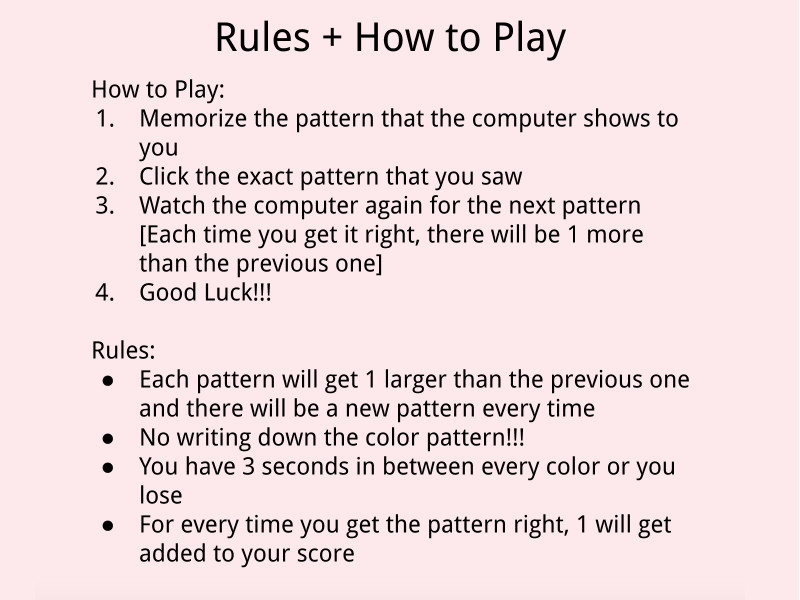 Rules + How to Play
How to Play:
1. Memorize the pattern that the computer shows to
you
2. Click the exact pattern that you saw
3. Watch the computer again for the next pattern
[Each time you get it right, there will be 1 more
than the previous one]
4. Good Luck!!!
Rules:
● Each pattern will get 1 larger than the previous one
and there will be a new pattern every time
● No writing down the color pattern!!!
● You have 3 seconds in between every color or you
lose
● For every time you get the pattern right, 1 will get
added to your score